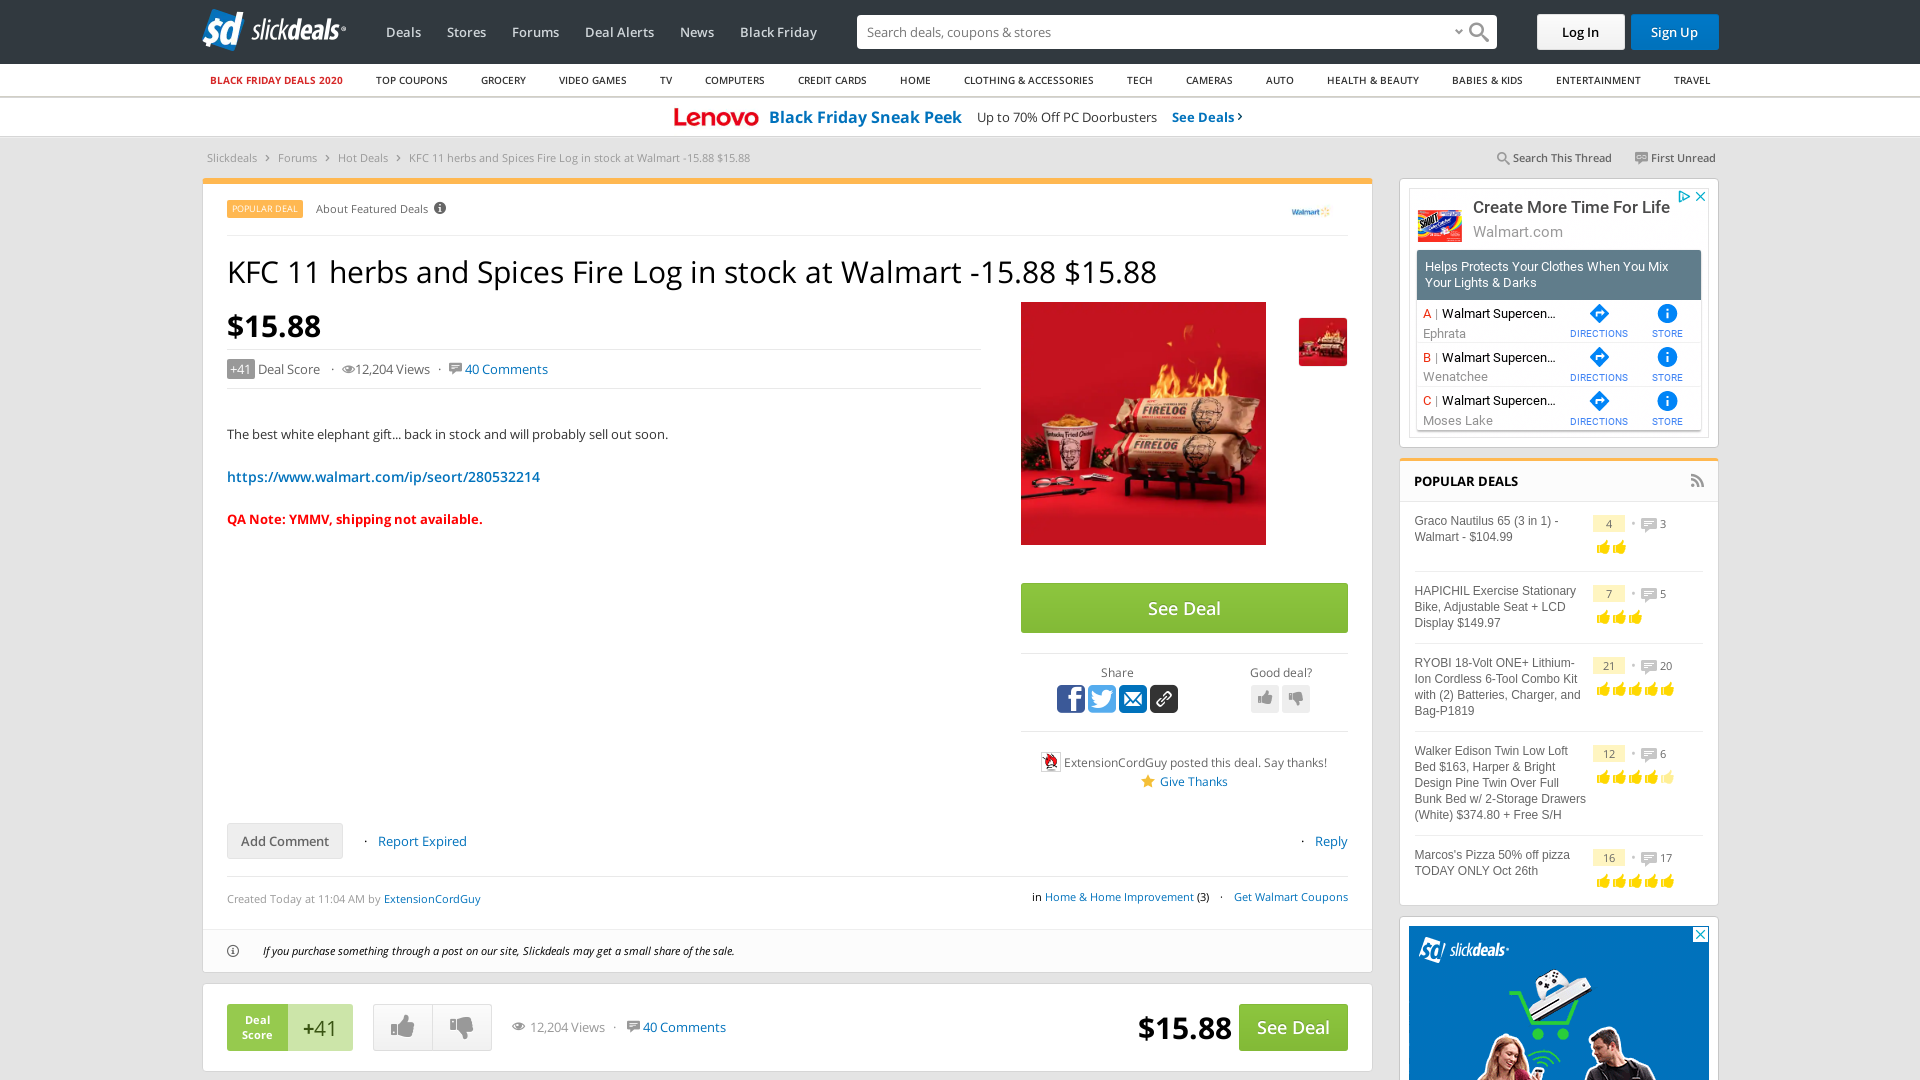 sd slickdeals
Deals
Stores
Forums
Deal Alerts
News
Black Friday
Search deals, coupons & stores
Log In
Sign Up
BLACK FRIDAY DEALS 2020
TOP COUPONS
GROCERY
VIDEO GAMES
TV
COMPUTERS
CREDIT CARDS
HOME
CLOTHING & ACCESSORIES
TECH
CAMERAS
AUTO
HEALTH & BEAUTY
BABIES & KIDS
ENTERTAINMENT
TRAVEL
Lenovo Black Friday Sneak Peek Up to 70% Off PC Doorbusters See Deals ›
Slickdeals › Forums › Hot Deals › KFC 11 herbs and Spices Fire Log in stock at Walmart -15.88 $15.88
Search This Thread
First Unread
POPULAR DEAL
About Featured Deals
Walmart
KFC 11 herbs and Spices Fire Log in stock at Walmart -15.88 $15.88
$15.88
+41 Deal Score · 12,204 Views · 40 Comments
The best white elephant gift... back in stock and will probably sell out soon.
https://www.walmart.com/ip/seort/280532214
QA Note: YMMV, shipping not available.
FIRELOG
FIRELOG
Kentucky Fried Chicken
KFC
See Deal
Share
Good deal?
ExtensionCordGuy posted this deal. Say thanks!
Give Thanks
Add Comment
· Report Expired
· Reply
Created Today at 11:04 AM by ExtensionCordGuy
in Home & Home Improvement (3) · Get Walmart Coupons
If you purchase something through a post on our site, Slickdeals may get a small share of the sale.
Deal
Score
+41
12,204 Views · 40 Comments
$15.88
See Deal
Create More Time For Life
Walmart.com
SHOUT
Helps Protects Your Clothes When You Mix
Your Lights & Darks
A | Walmart Supercen...
Ephrata
DIRECTIONS
STORE
B | Walmart Supercen...
Wenatchee
DIRECTIONS
STORE
C | Walmart Supercen...
Moses Lake
DIRECTIONS
STORE
POPULAR DEALS
Graco Nautilus 65 (3 in 1) -
Walmart - $104.99
4 • 3
HAPICHIL Exercise Stationary
Bike, Adjustable Seat + LCD
Display $149.97
7 • 5
RYOBI 18-Volt ONE+ Lithium-
Ion Cordless 6-Tool Combo Kit
with (2) Batteries, Charger, and
Bag-P1819
21 • 20
Walker Edison Twin Low Loft
Bed $163, Harper & Bright
Design Pine Twin Over Full
Bunk Bed w/ 2-Storage Drawers
(White) $374.80 + Free S/H
12 • 6
Marcos's Pizza 50% off pizza
TODAY ONLY Oct 26th
16 • 17
sd slickdeals